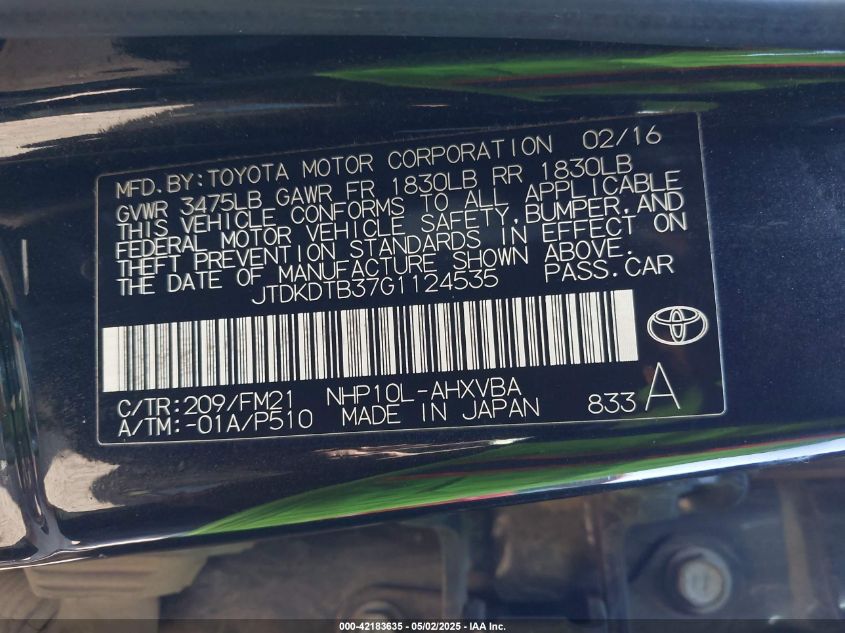 MFD. BY: TOYOTA MOTOR CORPORATION 02/16
GVWR 3475LB GAWR FR 1830LB RR 1830LB
THIS VEHICLE CONFORMS TO ALL APPLICABLE
FEDERAL MOTOR VEHICLE SAFETY, BUMPER, AND
THEFT PREVENTION STANDARDS IN EFFECT ON
THE DATE OF MANUFACTURE SHOWN ABOVE.
JTDKDTB37G1124535 PASS. CAR
C/TR: 209/FM21 NHP10L-AHXVBA
A/TM: -01A/P510 MADE IN JAPAN 833 A
000-42183635 - 05/02/2025 - IAA Inc.